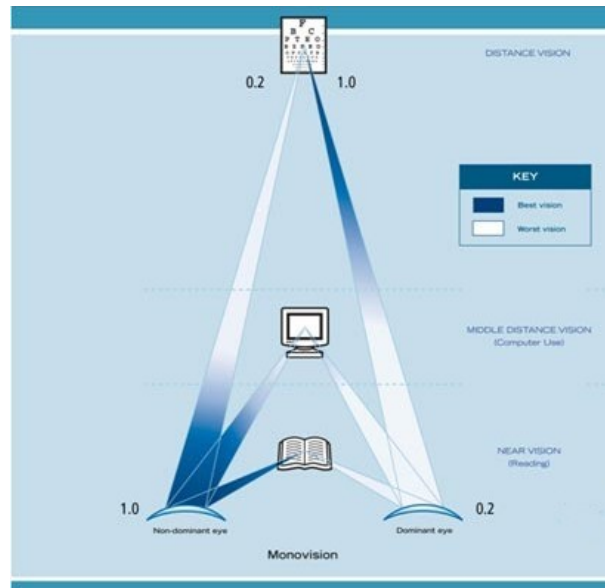 F
B C
P T E O
0.2
1.0
DISTANCE VISION
KEY
Best vision
Worst vision
MIDDLE DISTANCE VISION
(Computer Use)
NEAR VISION
(Reading)
1.0
0.2
Non-dominant eye
Dominant eye
Monovision